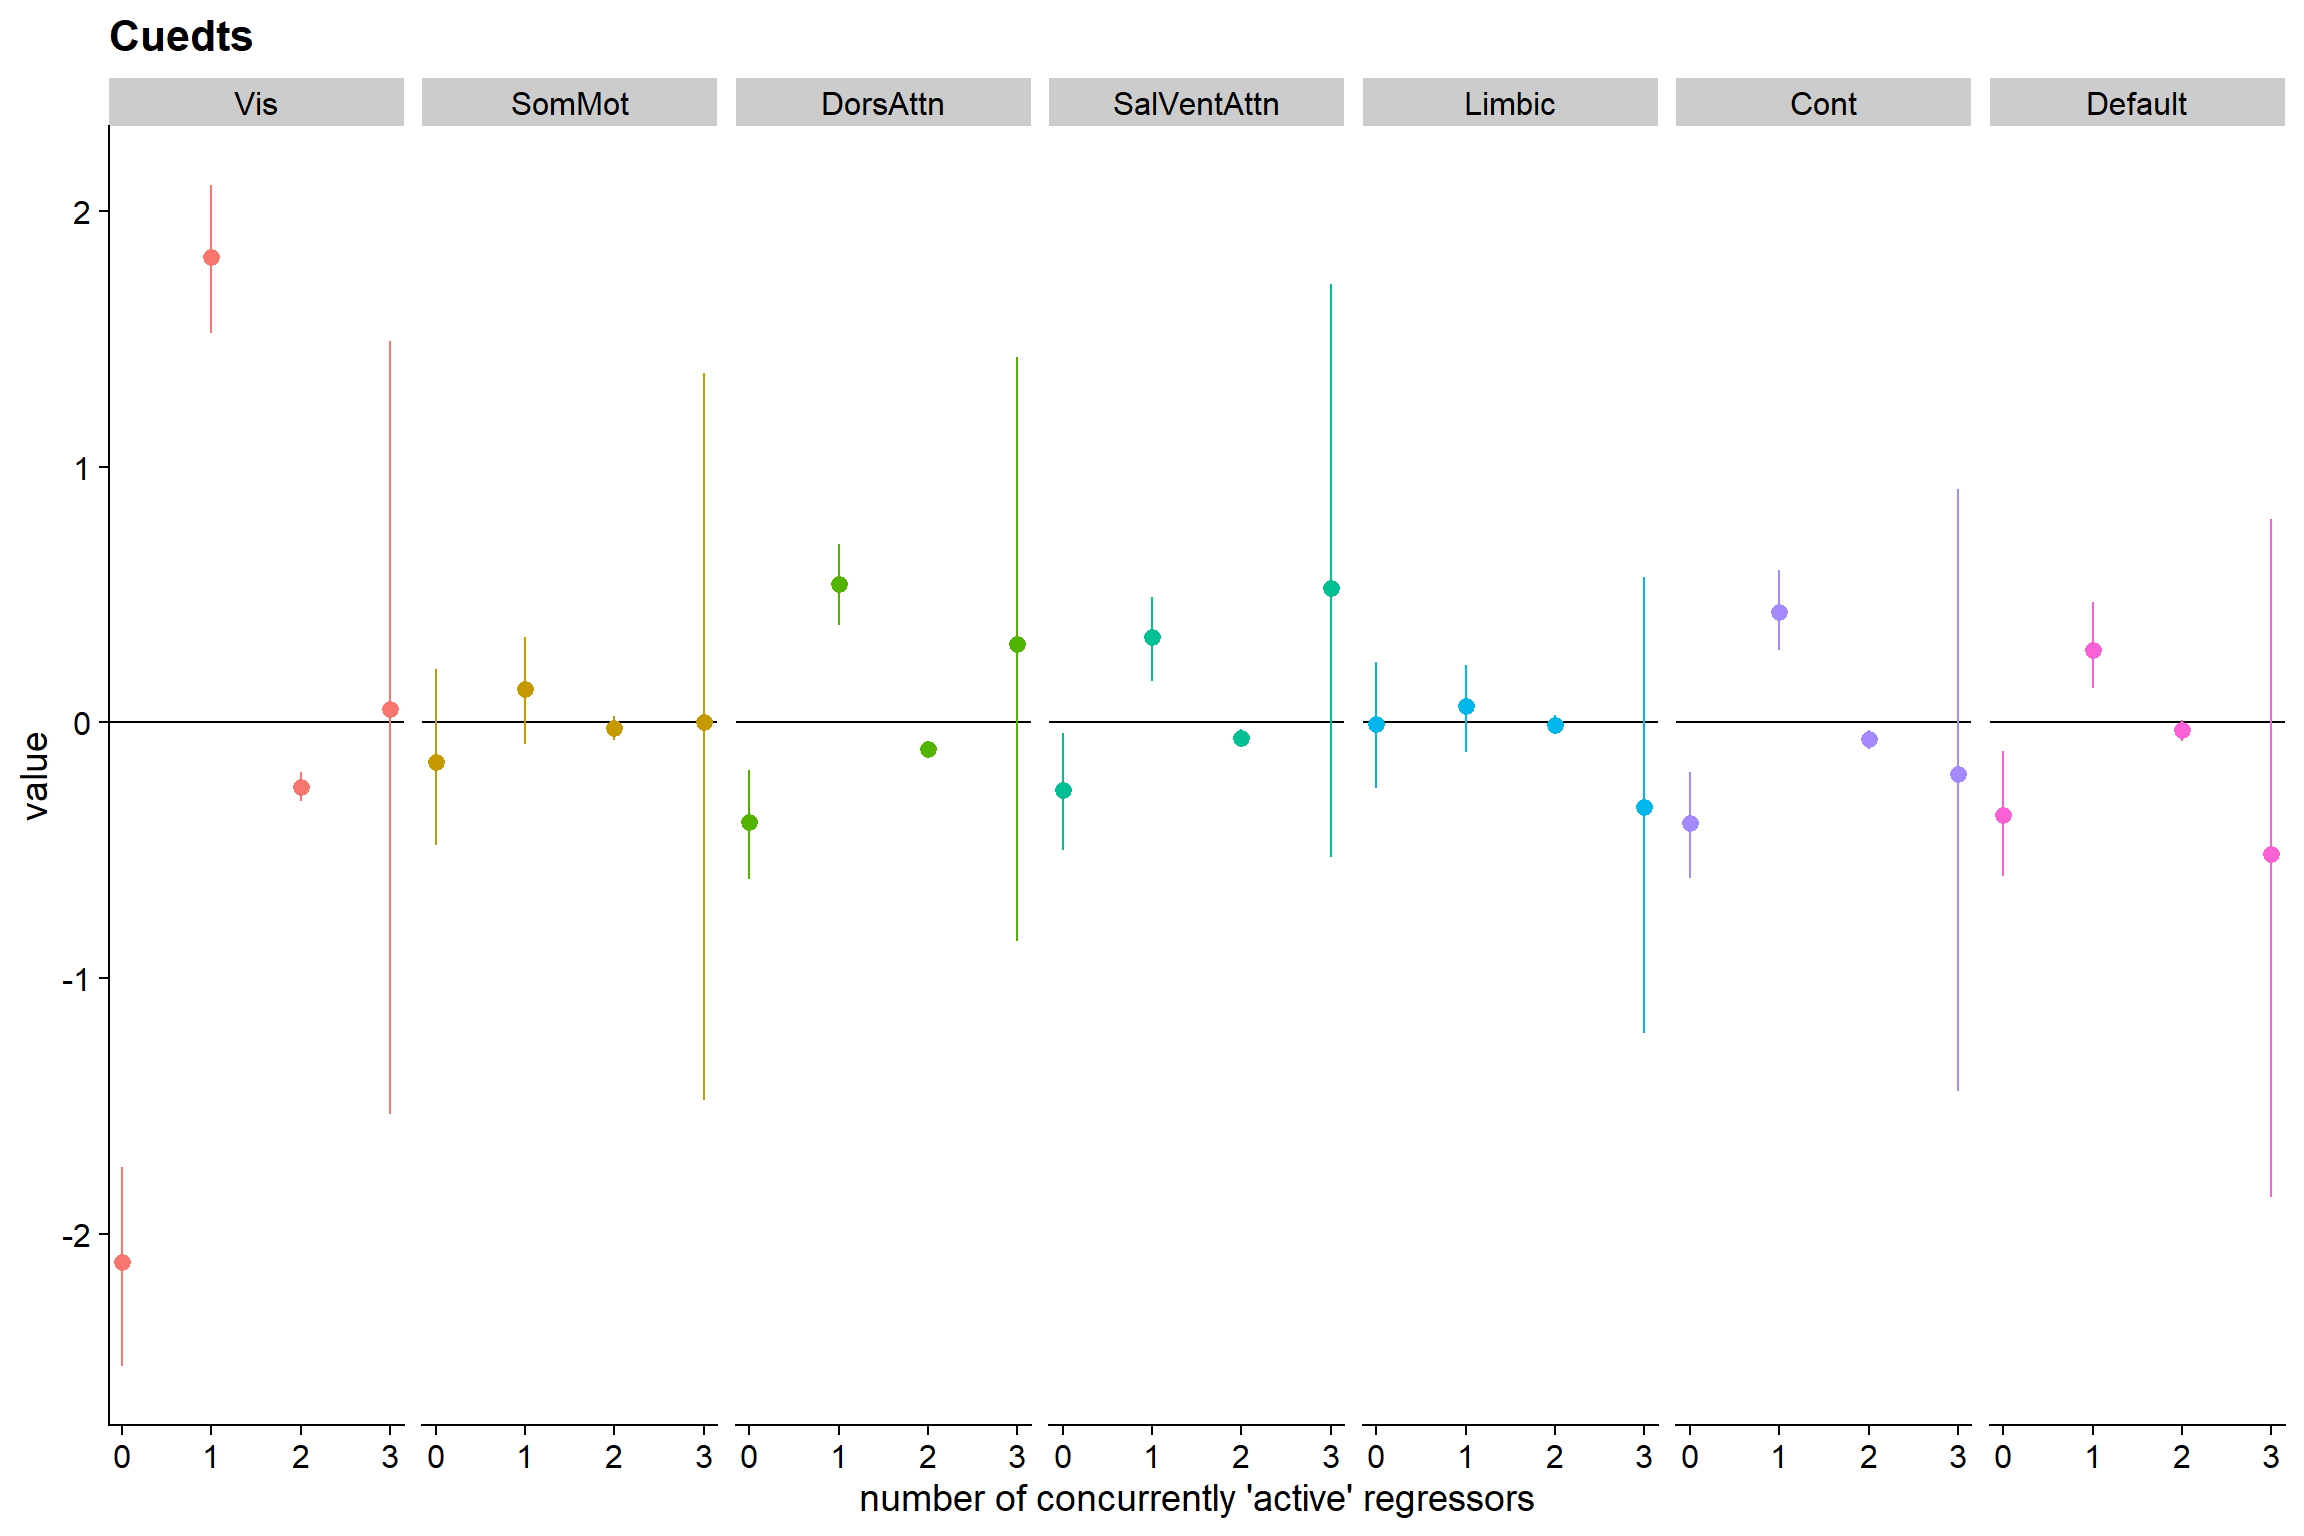 Cuedts
Vis SomMot DorsAttn SalVentAttn Limbic Cont Default
2
1
0
-1
-2
value
0 1 2 3 0 1 2 3 0 1 2 3 0 1 2 3 0 1 2 3 0 1 2 3 0 1 2 3
number of concurrently 'active' regressors